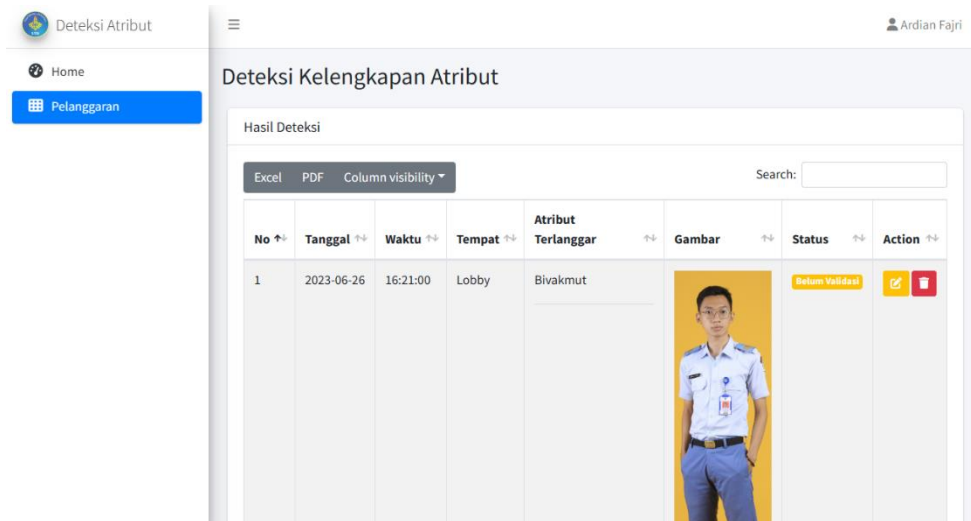 Deteksi Atribut
Ardian Fajri
Home
Pelanggaran
Deteksi Kelengkapan Atribut
Hasil Deteksi
Excel PDF Column visibility
Search:
No Tanggal Waktu Tempat Atribut Terlanggar Gambar Status Action
1 2023-06-26 16:21:00 Lobby Bivakmut Belum Validasi